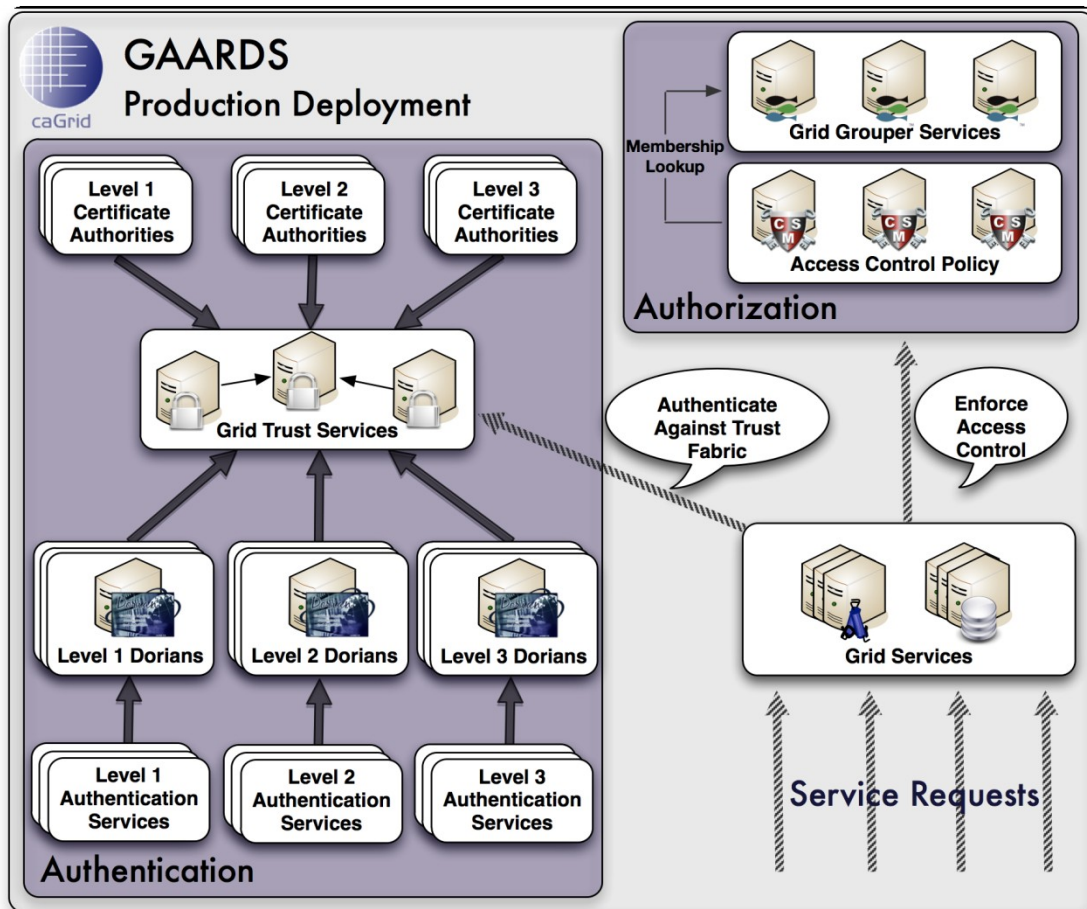 GAARDS
Production Deployment
caGrid
Level 1
Certificate
Authorities
Level 2
Certificate
Authorities
Level 3
Certificate
Authorities
Grid Trust Services
Level 1 Dorians
Level 2 Dorians
Level 3 Dorians
Level 1
Authentication
Services
Level 2
Authentication
Services
Level 3
Authentication
Services
Authentication
Membership
Lookup
TM
TM
TM
Grid Grouper Services
C S
M
C S
M
C S
M
Access Control Policy
Authorization
Authenticate
Against Trust
Fabric
Enforce
Access
Control
Grid Services
Service Requests